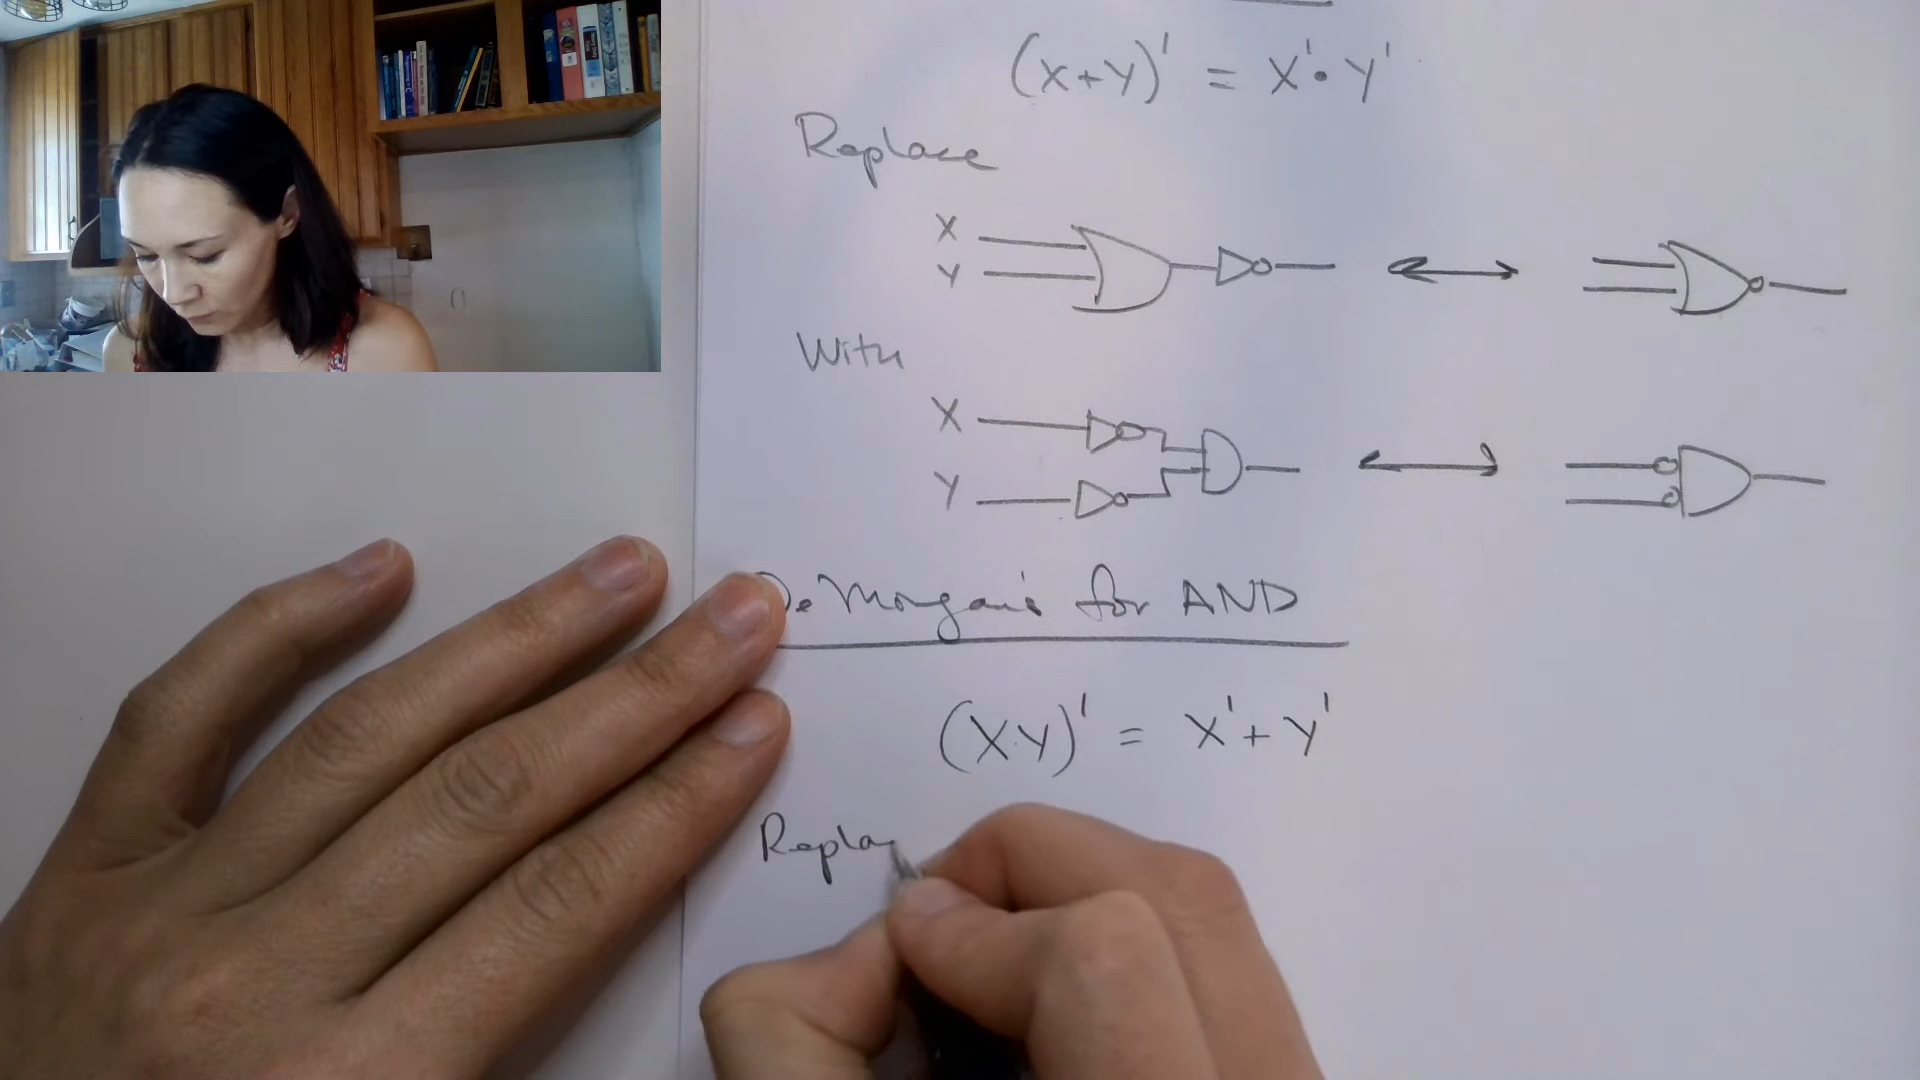 (X+Y)' = X'•Y'
Replace
X
Y
With
X
Y
DeMorgan's for AND
(X·Y)' = X'+Y'
Repla